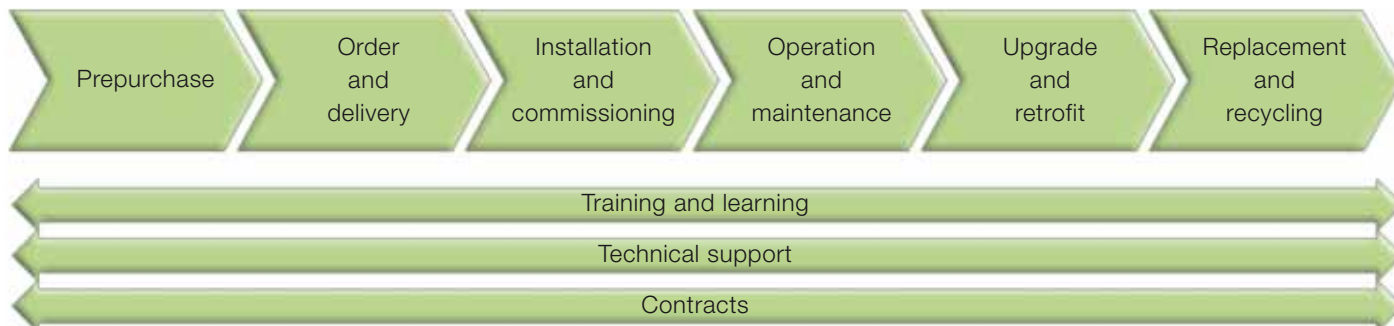 Prepurchase
Order
and
delivery
Installation
and
commissioning
Operation
and
maintenance
Upgrade
and
retrofit
Replacement
and
recycling
Training and learning
Technical support
Contracts